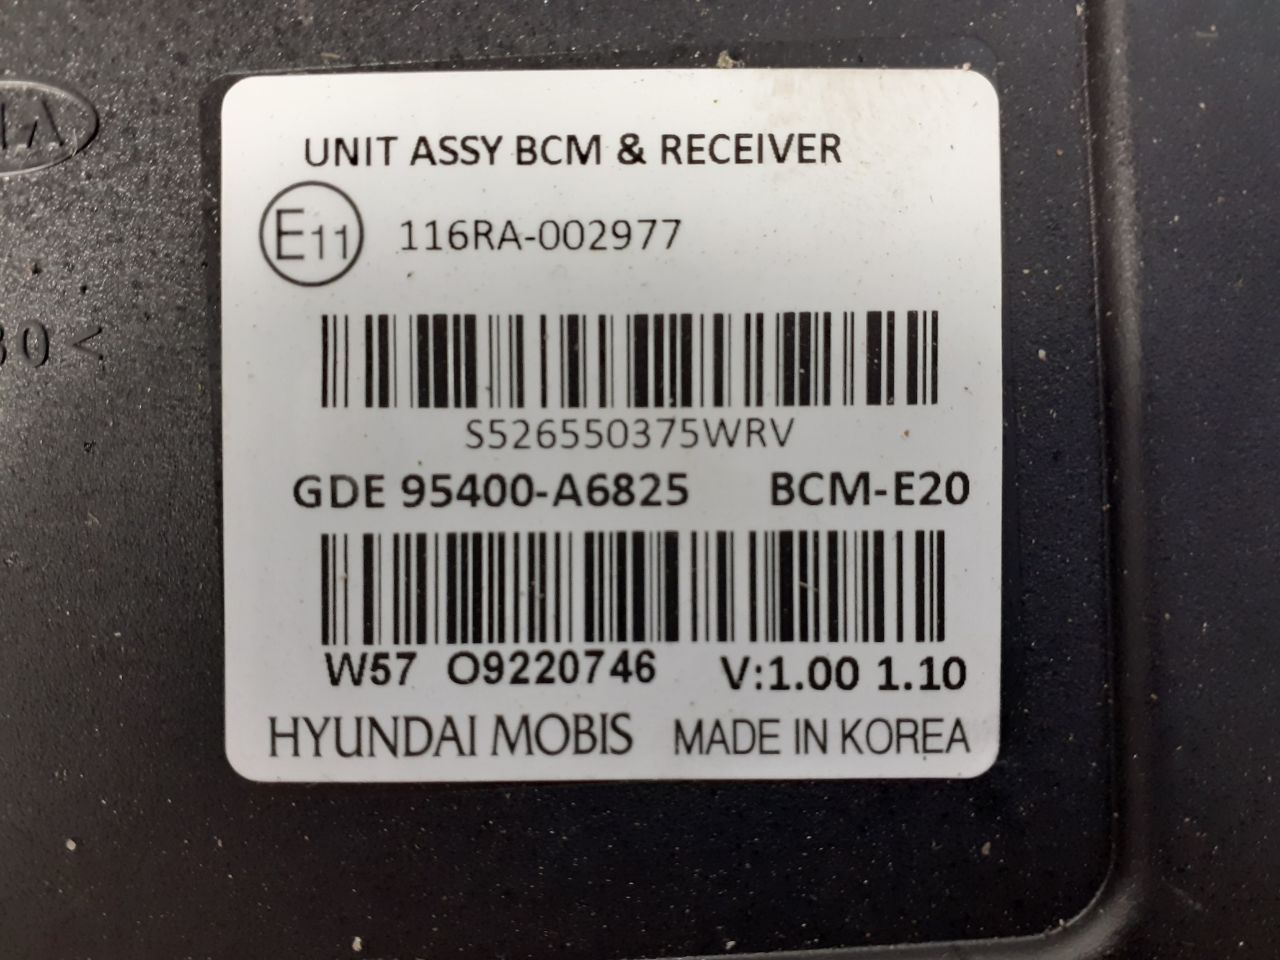 UNIT ASSY BCM & RECEIVER
E11 116RA-002977
S526550375WRV
GDE 95400-A6825 BCM-E20
W57 O9220746 V:1.00 1.10
HYUNDAI MOBIS MADE IN KOREA